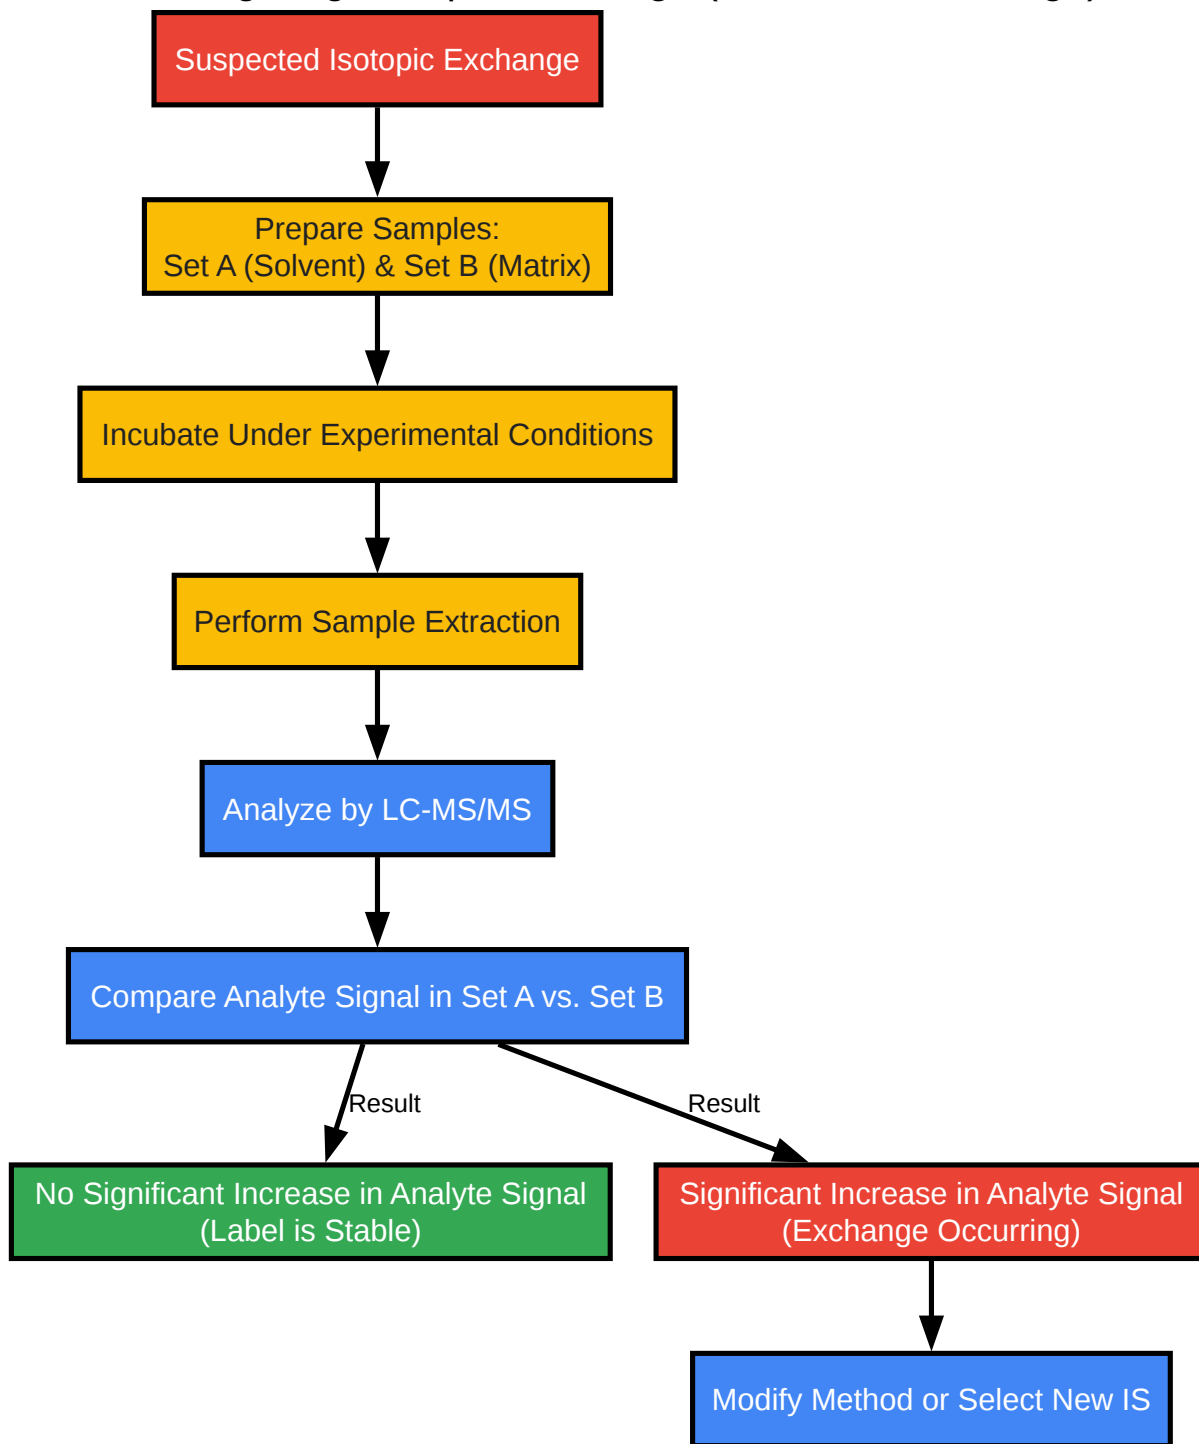 Suspected Isotopic Exchange
Prepare Samples:
Set A (Solvent) & Set B (Matrix)
Incubate Under Experimental Conditions
Perform Sample Extraction
Analyze by LC-MS/MS
Compare Analyte Signal in Set A vs. Set B
Result
Result
No Significant Increase in Analyte Signal
(Label is Stable)
Significant Increase in Analyte Signal
(Exchange Occurring)
Modify Method or Select New IS